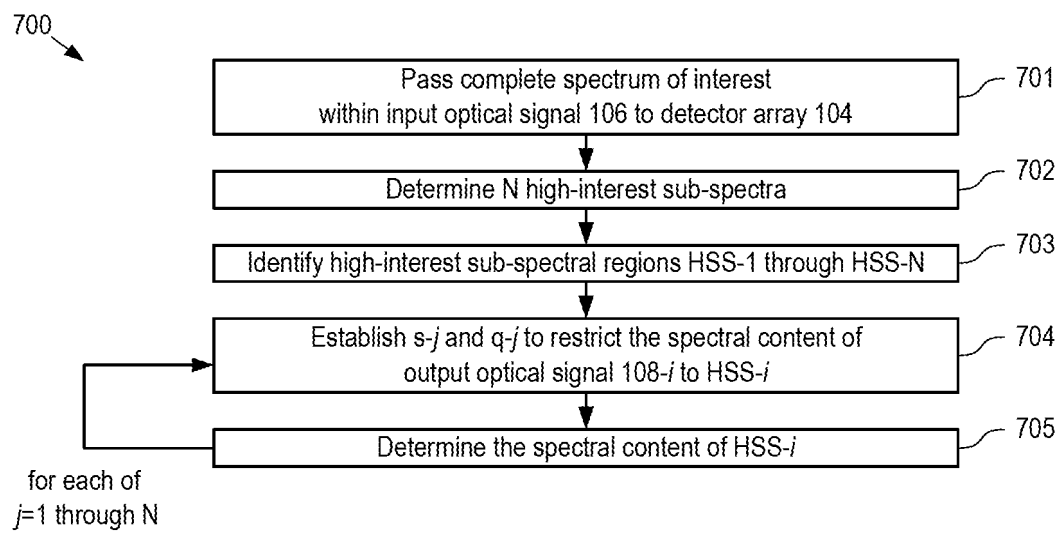 700
Pass complete spectrum of interest
within input optical signal 106 to detector array 104
701
Determine N high-interest sub-spectra
702
Identify high-interest sub-spectral regions HSS-1 through HSS-N
703
Establish s-j and q-j to restrict the spectral content of
output optical signal 108-i to HSS-i
704
Determine the spectral content of HSS-i
705
for each of
j=1 through N